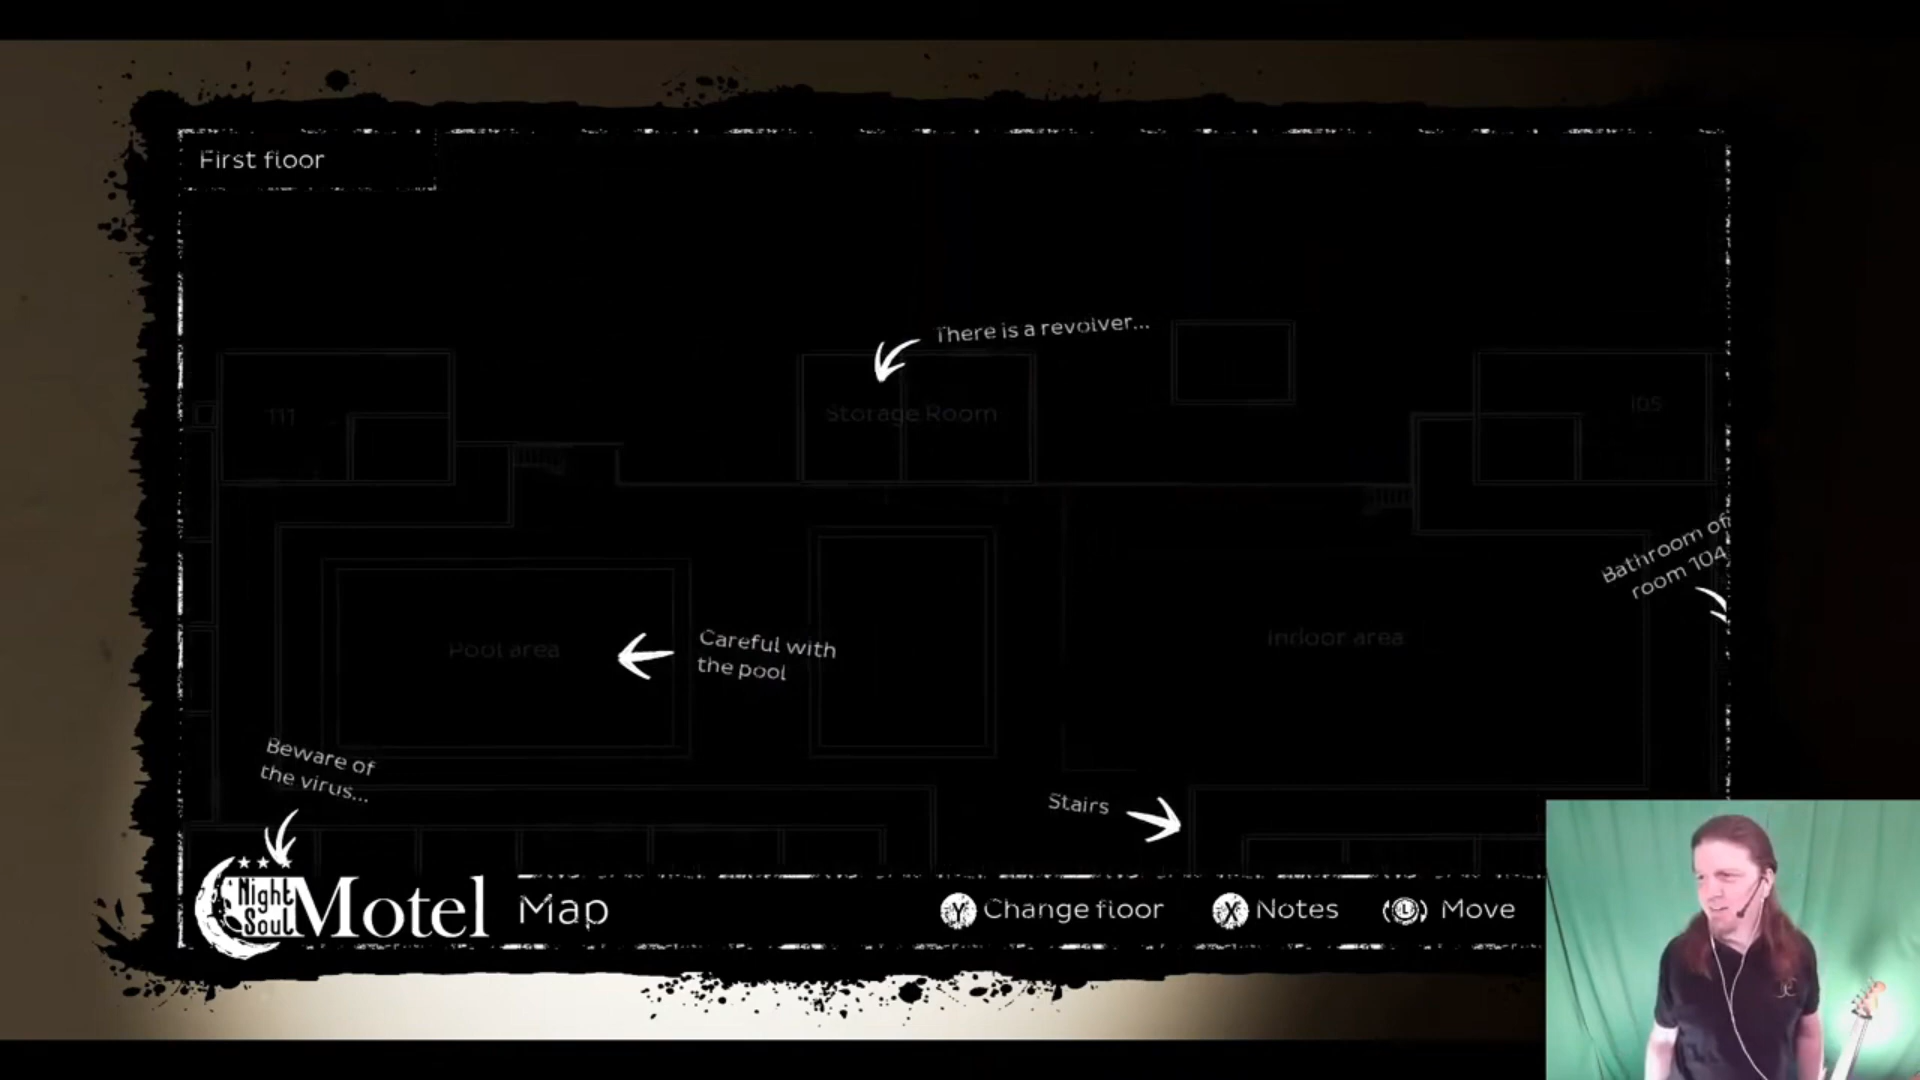 First floor
There is a revolver...
111
Storage Room
105
Bathroom of
room 104
Pool area
Careful with
the pool
Indoor area
Beware of
the virus...
Stairs
Night
Soul
Motel
Map
Y
Change floor
X
Notes
L
Move
JC